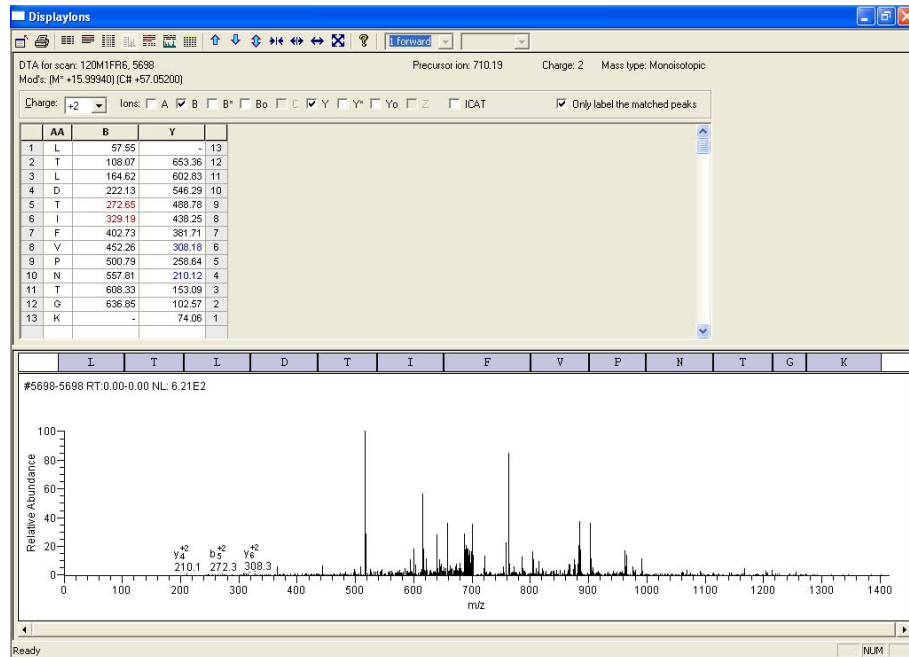 DisplayIons
1 forward
DTA for scan: 120M1FR6, 5698 Precursor ion: 710.19 Charge: 2 Mass type: Monoisotopic
Mod's: (M* +15.99940) (C# +57.05200)
Charge: +2 Ions: A B B* Bo C Y Y* Yo Z ICAT Only label the matched peaks
AA B Y
1 L 57.55 - 13
2 T 108.07 653.36 12
3 L 164.62 602.83 11
4 D 222.13 546.29 10
5 T 272.65 488.78 9
6 I 329.19 438.25 8
7 F 402.73 381.71 7
8 V 452.26 308.18 6
9 P 500.79 258.64 5
10 N 557.81 210.12 4
11 T 608.33 153.09 3
12 G 636.85 102.57 2
13 K - 74.06 1
L T L D T I F V P N T G K
#5698-5698 RT:0.00-0.00 NL: 6.21E2
100
80
60
40
20
0
Relative Abundance
y4+2 b5+2 y6+2
210.1 272.3 308.3
0 100 200 300 400 500 600 700 800 900 1000 1100 1200 1300 1400
m/z
Ready NUM